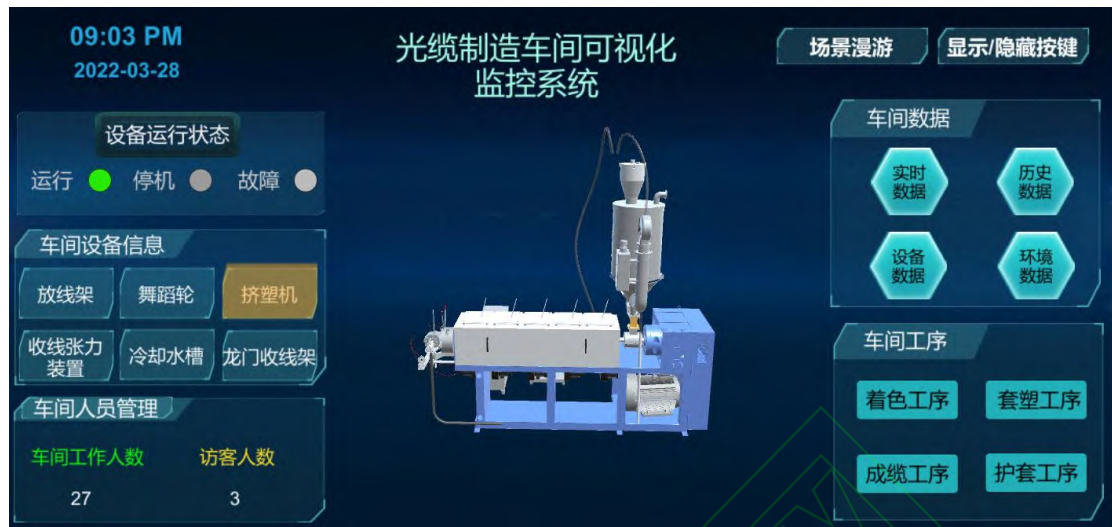 09:03 PM
2022-03-28
光缆制造车间可视化
监控系统
场景漫游
显示/隐藏按键
设备运行状态
运行
停机
故障
车间设备信息
放线架
舞蹈轮
挤塑机
收线张力
装置
冷却水槽
龙门收线架
车间人员管理
车间工作人数
访客人数
27
3
车间数据
实时
数据
历史
数据
设备
数据
环境
数据
车间工序
着色工序
套塑工序
成缆工序
护套工序